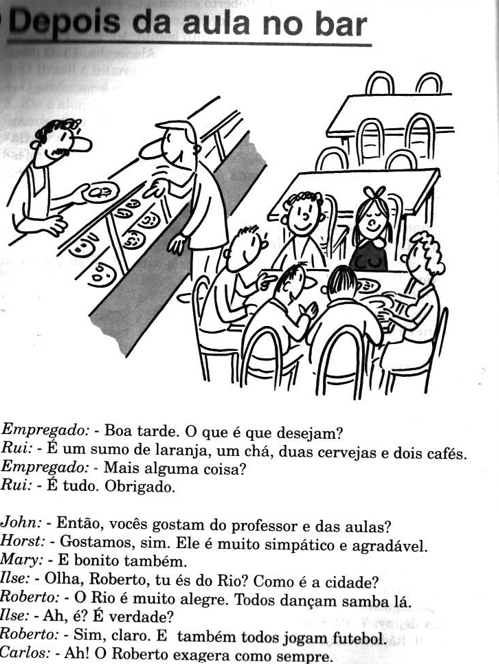 Depois da aula no bar
Empregado: - Boa tarde. O que é que desejam?
Rui: - É um sumo de laranja, um chá, duas cervejas e dois cafés.
Empregado: - Mais alguma coisa?
Rui: - É tudo. Obrigado.
John: - Então, vocês gostam do professor e das aulas?
Horst: - Gostamos, sim. Ele é muito simpático e agradável.
Mary: - E bonito também.
Ilse: - Olha, Roberto, tu és do Rio? Como é a cidade?
Roberto: - O Rio é muito alegre. Todos dançam samba lá.
Ilse: - Ah, é? É verdade?
Roberto: - Sim, claro. E também todos jogam futebol.
Carlos: - Ah! O Roberto exagera como sempre.